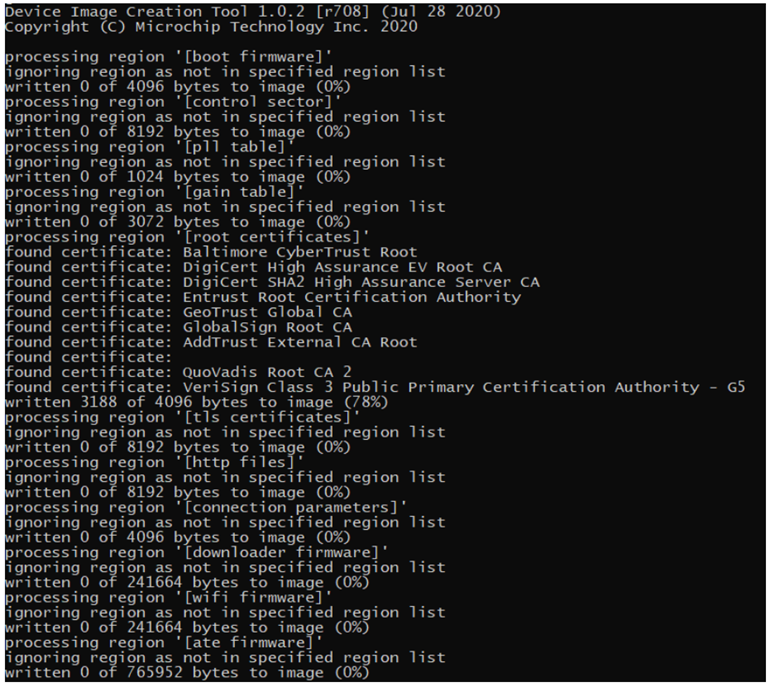 Device Image Creation Tool 1.0.2 [r708] (Jul 28 2020)
Copyright (C) Microchip Technology Inc. 2020
processing region '[boot firmware]'
ignoring region as not in specified region list
written 0 of 4096 bytes to image (0%)
processing region '[control sector]'
ignoring region as not in specified region list
written 0 of 8192 bytes to image (0%)
processing region '[pll table]'
ignoring region as not in specified region list
written 0 of 1024 bytes to image (0%)
processing region '[gain table]'
ignoring region as not in specified region list
written 0 of 3072 bytes to image (0%)
processing region '[root certificates]'
found certificate: Baltimore CyberTrust Root
found certificate: DigiCert High Assurance EV Root CA
found certificate: DigiCert SHA2 High Assurance Server CA
found certificate: Entrust Root Certification Authority
found certificate: GeoTrust Global CA
found certificate: GlobalSign Root CA
found certificate: AddTrust External CA Root
found certificate:
found certificate: QuoVadis Root CA 2
found certificate: VeriSign Class 3 Public Primary Certification Authority - G5
written 3188 of 4096 bytes to image (78%)
processing region '[tls certificates]'
ignoring region as not in specified region list
written 0 of 8192 bytes to image (0%)
processing region '[http files]'
ignoring region as not in specified region list
written 0 of 8192 bytes to image (0%)
processing region '[connection parameters]'
ignoring region as not in specified region list
written 0 of 4096 bytes to image (0%)
processing region '[downloader firmware]'
ignoring region as not in specified region list
written 0 of 241664 bytes to image (0%)
processing region '[wifi firmware]'
ignoring region as not in specified region list
written 0 of 241664 bytes to image (0%)
processing region '[ate firmware]'
ignoring region as not in specified region list
written 0 of 765952 bytes to image (0%)